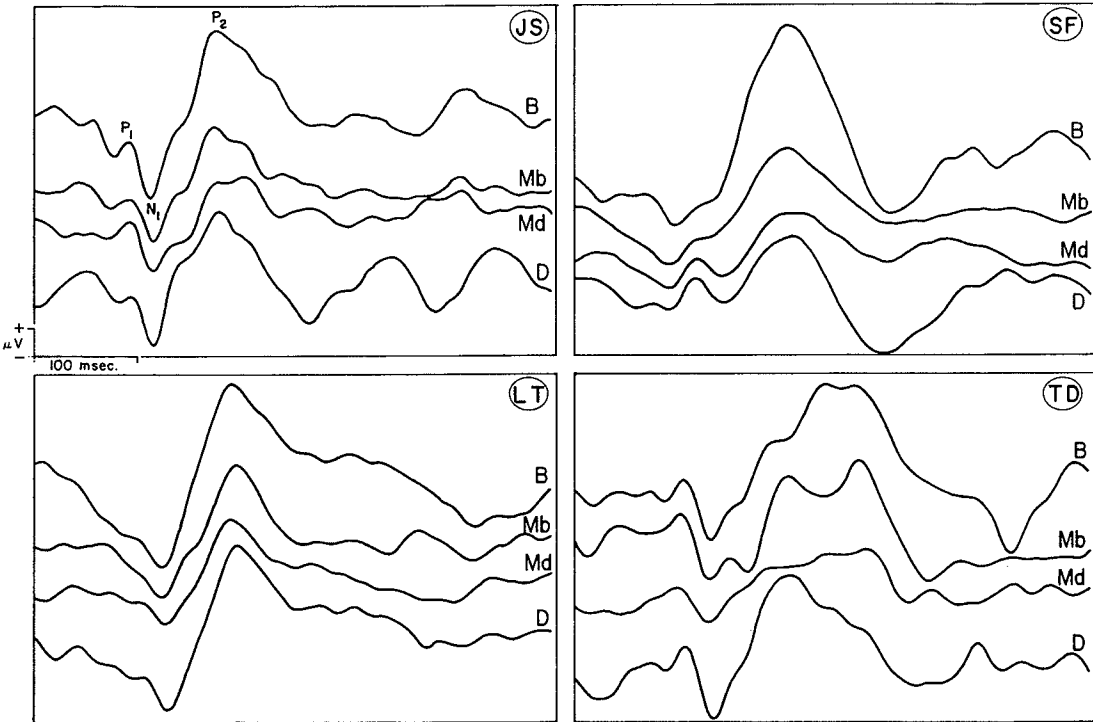 P₂
JS
B
P₁
N₁
Mb
Md
D
+
μV
−
100 msec.
SF
B
Mb
Md
D
LT
B
Mb
Md
D
TD
B
Mb
Md
D